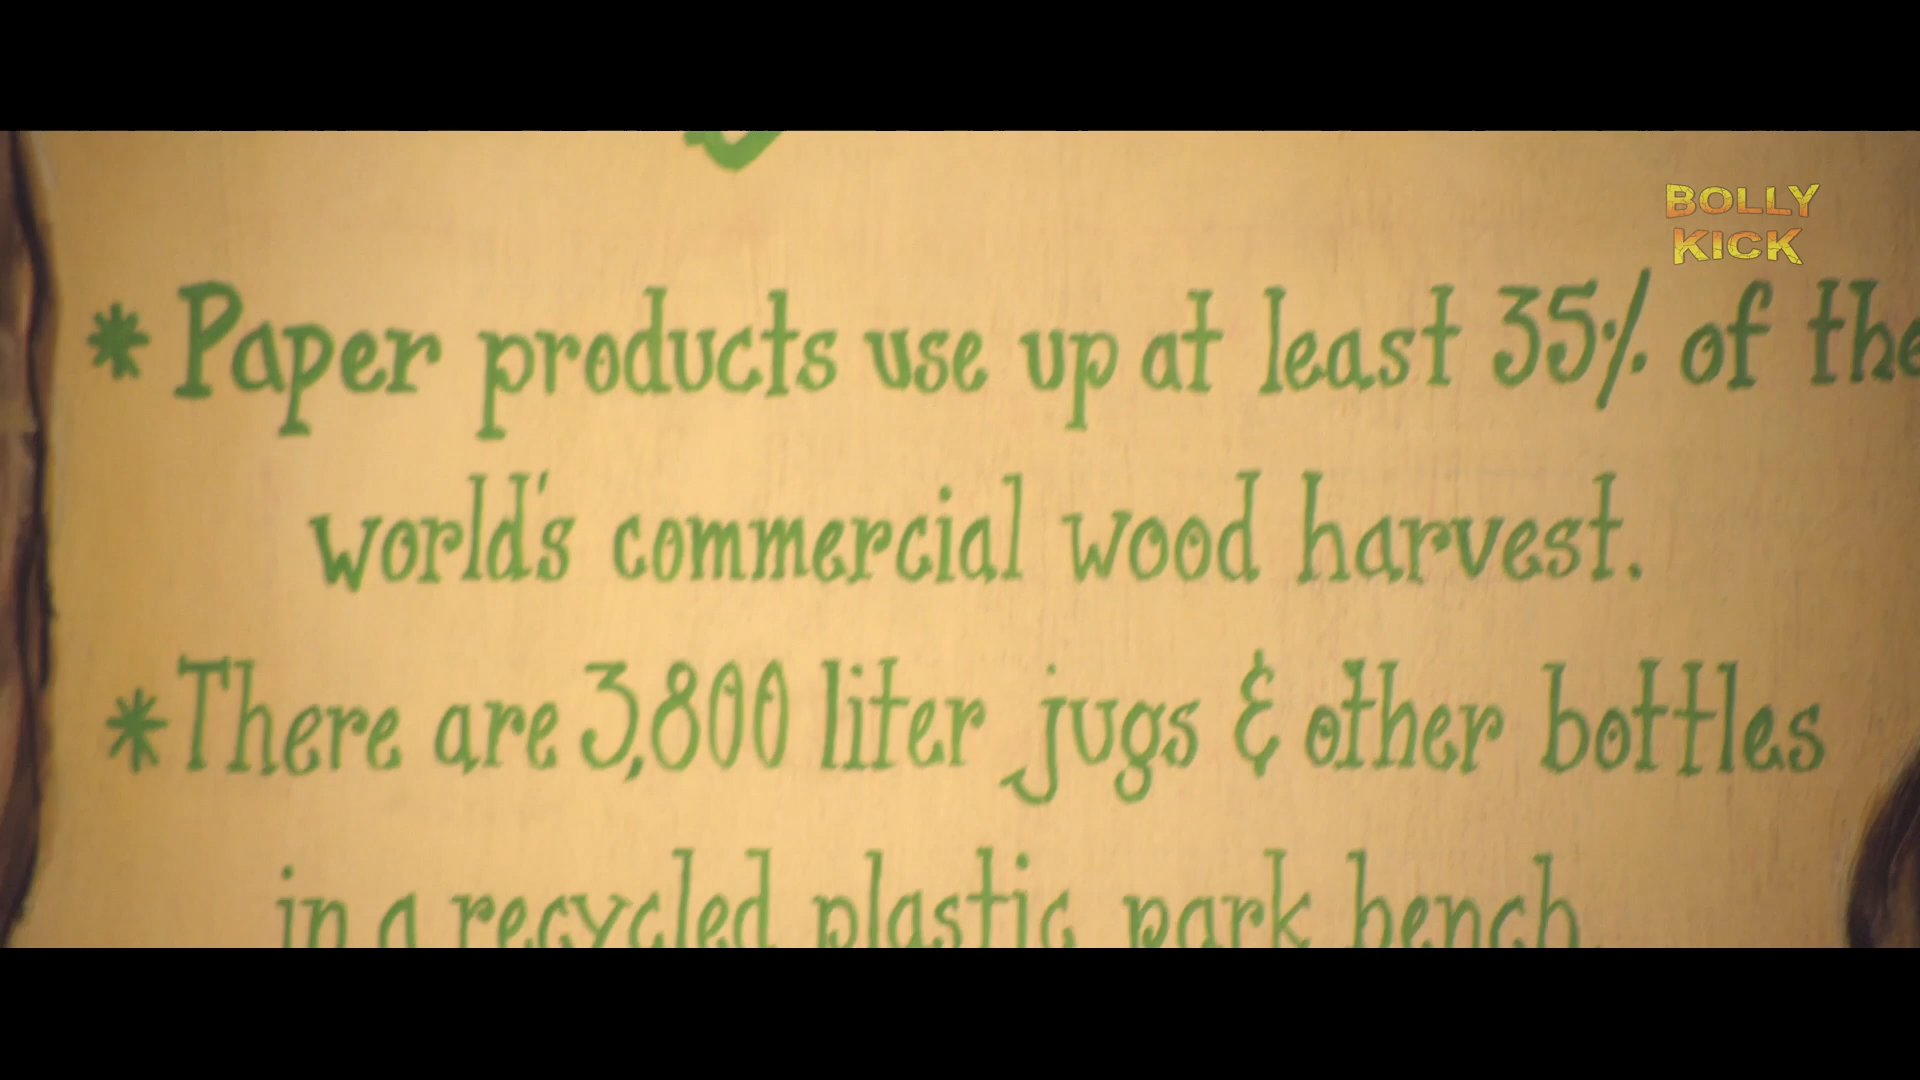 BOLLY
KICK
* Paper products use up at least 35% of the
world's commercial wood harvest.
* There are 3,800 liter jugs & other bottles
in a recycled plastic park bench.